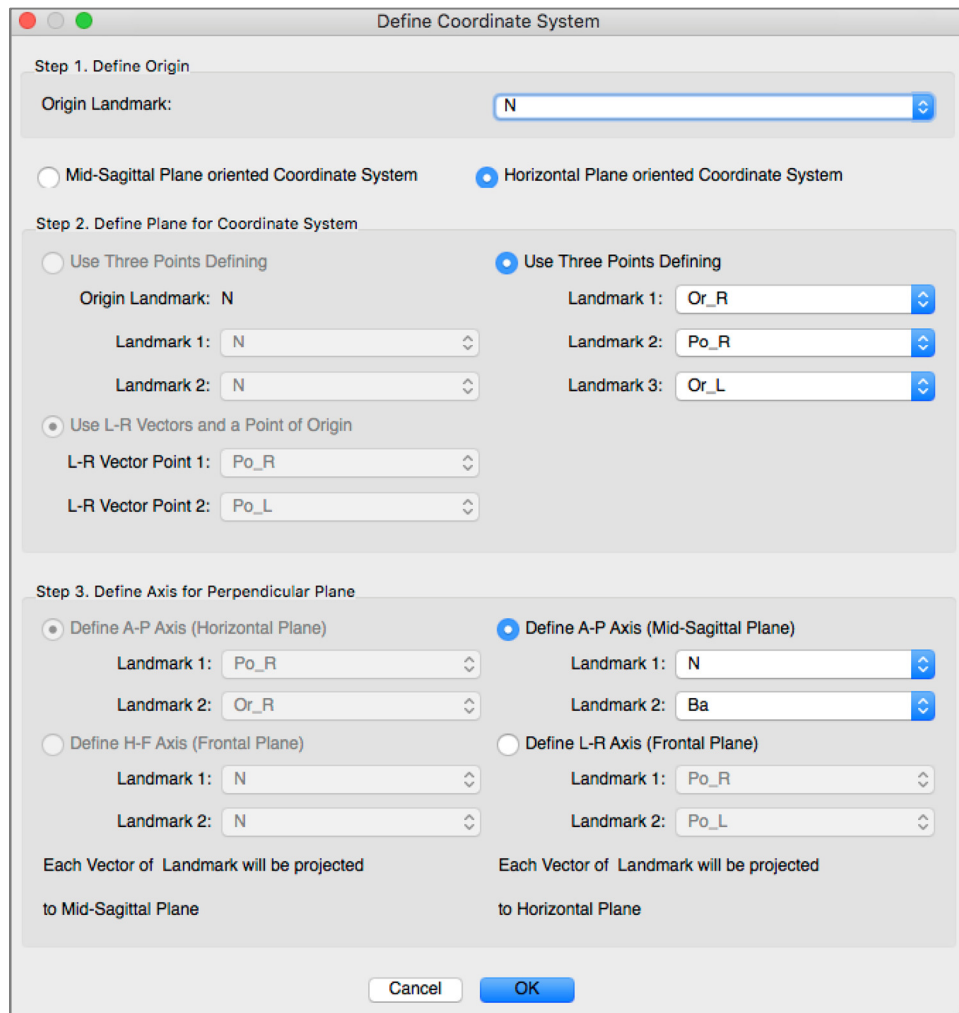 Define Coordinate System
Step 1. Define Origin
Origin Landmark: N
Mid-Sagittal Plane oriented Coordinate System Horizontal Plane oriented Coordinate System
Step 2. Define Plane for Coordinate System
Use Three Points Defining Use Three Points Defining
Origin Landmark: N Landmark 1: Or_R
Landmark 1: N Landmark 2: Po_R
Landmark 2: N Landmark 3: Or_L
Use L-R Vectors and a Point of Origin
L-R Vector Point 1: Po_R
L-R Vector Point 2: Po_L
Step 3. Define Axis for Perpendicular Plane
Define A-P Axis (Horizontal Plane) Define A-P Axis (Mid-Sagittal Plane)
Landmark 1: Po_R Landmark 1: N
Landmark 2: Or_R Landmark 2: Ba
Define H-F Axis (Frontal Plane) Define L-R Axis (Frontal Plane)
Landmark 1: N Landmark 1: Po_R
Landmark 2: N Landmark 2: Po_L
Each Vector of Landmark will be projected Each Vector of Landmark will be projected
to Mid-Sagittal Plane to Horizontal Plane
Cancel OK